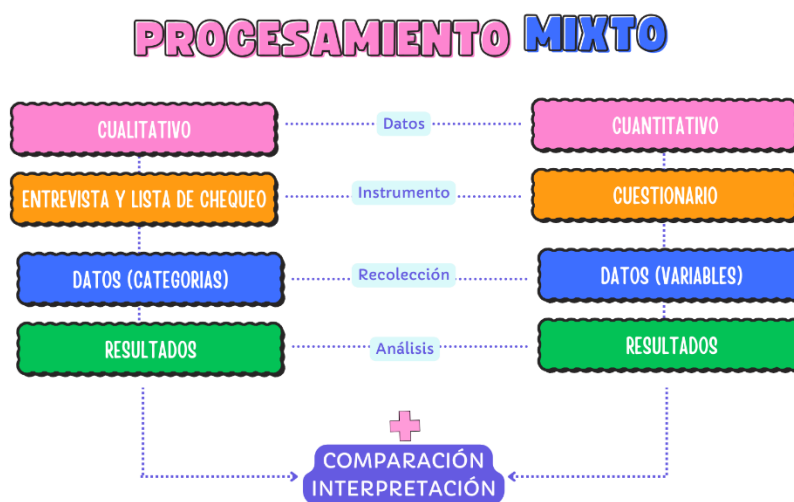 PROCESAMIENTO MIXTO
CUALITATIVO
Datos
CUANTITATIVO
ENTREVISTA Y LISTA DE CHEQUEO
Instrumento
CUESTIONARIO
DATOS (CATEGORIAS)
Recolección
DATOS (VARIABLES)
RESULTADOS
Análisis
RESULTADOS
COMPARACIÓN
INTERPRETACIÓN